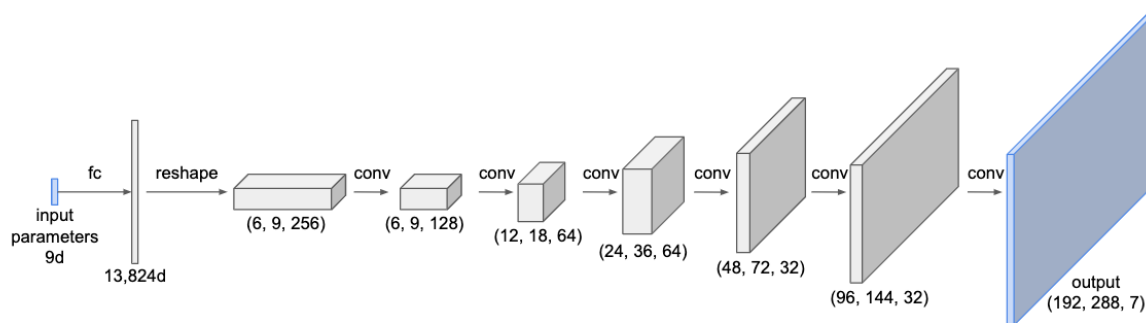 input
parameters
9d
fc
13,824d
reshape
(6, 9, 256)
conv
(6, 9, 128)
conv
(12, 18, 64)
conv
(24, 36, 64)
conv
(48, 72, 32)
conv
(96, 144, 32)
conv
output
(192, 288, 7)